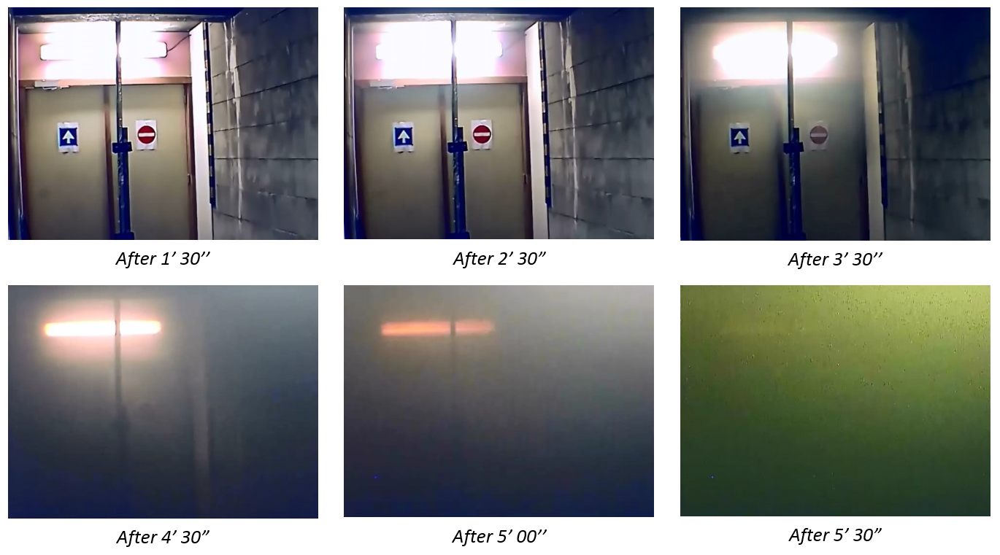 After 1’ 30’’
After 2’ 30”
After 3’ 30’’
After 4’ 30”
After 5’ 00’’
After 5’ 30”